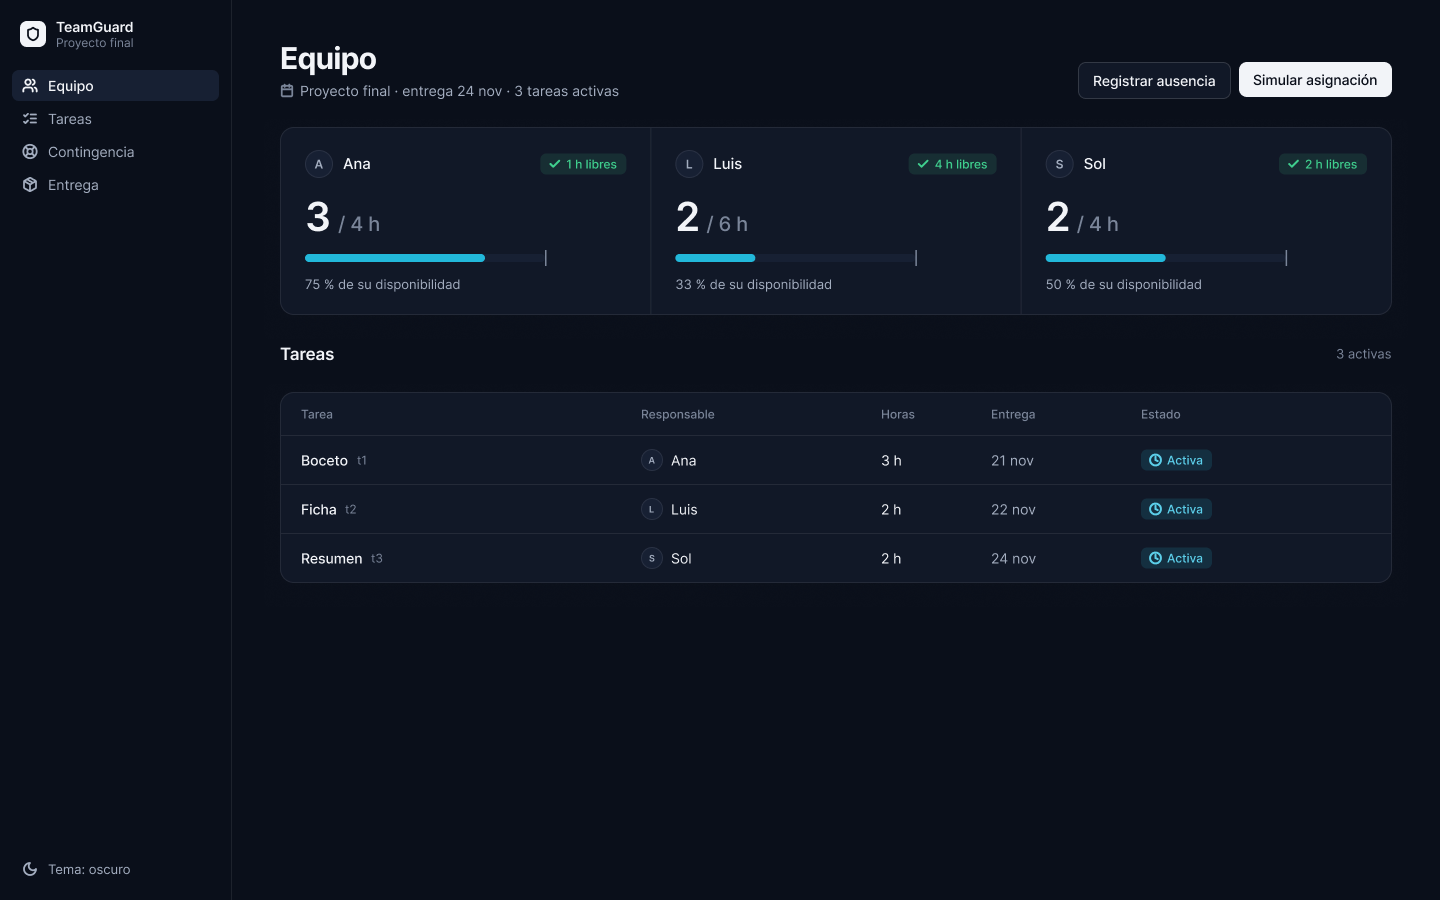 TeamGuard
Proyecto final
Equipo
Tareas
Contingencia
Entrega
Tema: oscuro
Equipo
Proyecto final · entrega 24 nov · 3 tareas activas
Registrar ausencia
Simular asignación
A Ana 1 h libres
3 / 4 h
75 % de su disponibilidad
L Luis 4 h libres
2 / 6 h
33 % de su disponibilidad
S Sol 2 h libres
2 / 4 h
50 % de su disponibilidad
Tareas 3 activas
Tarea Responsable Horas Entrega Estado
Boceto t1 A Ana 3 h 21 nov Activa
Ficha t2 L Luis 2 h 22 nov Activa
Resumen t3 S Sol 2 h 24 nov Activa